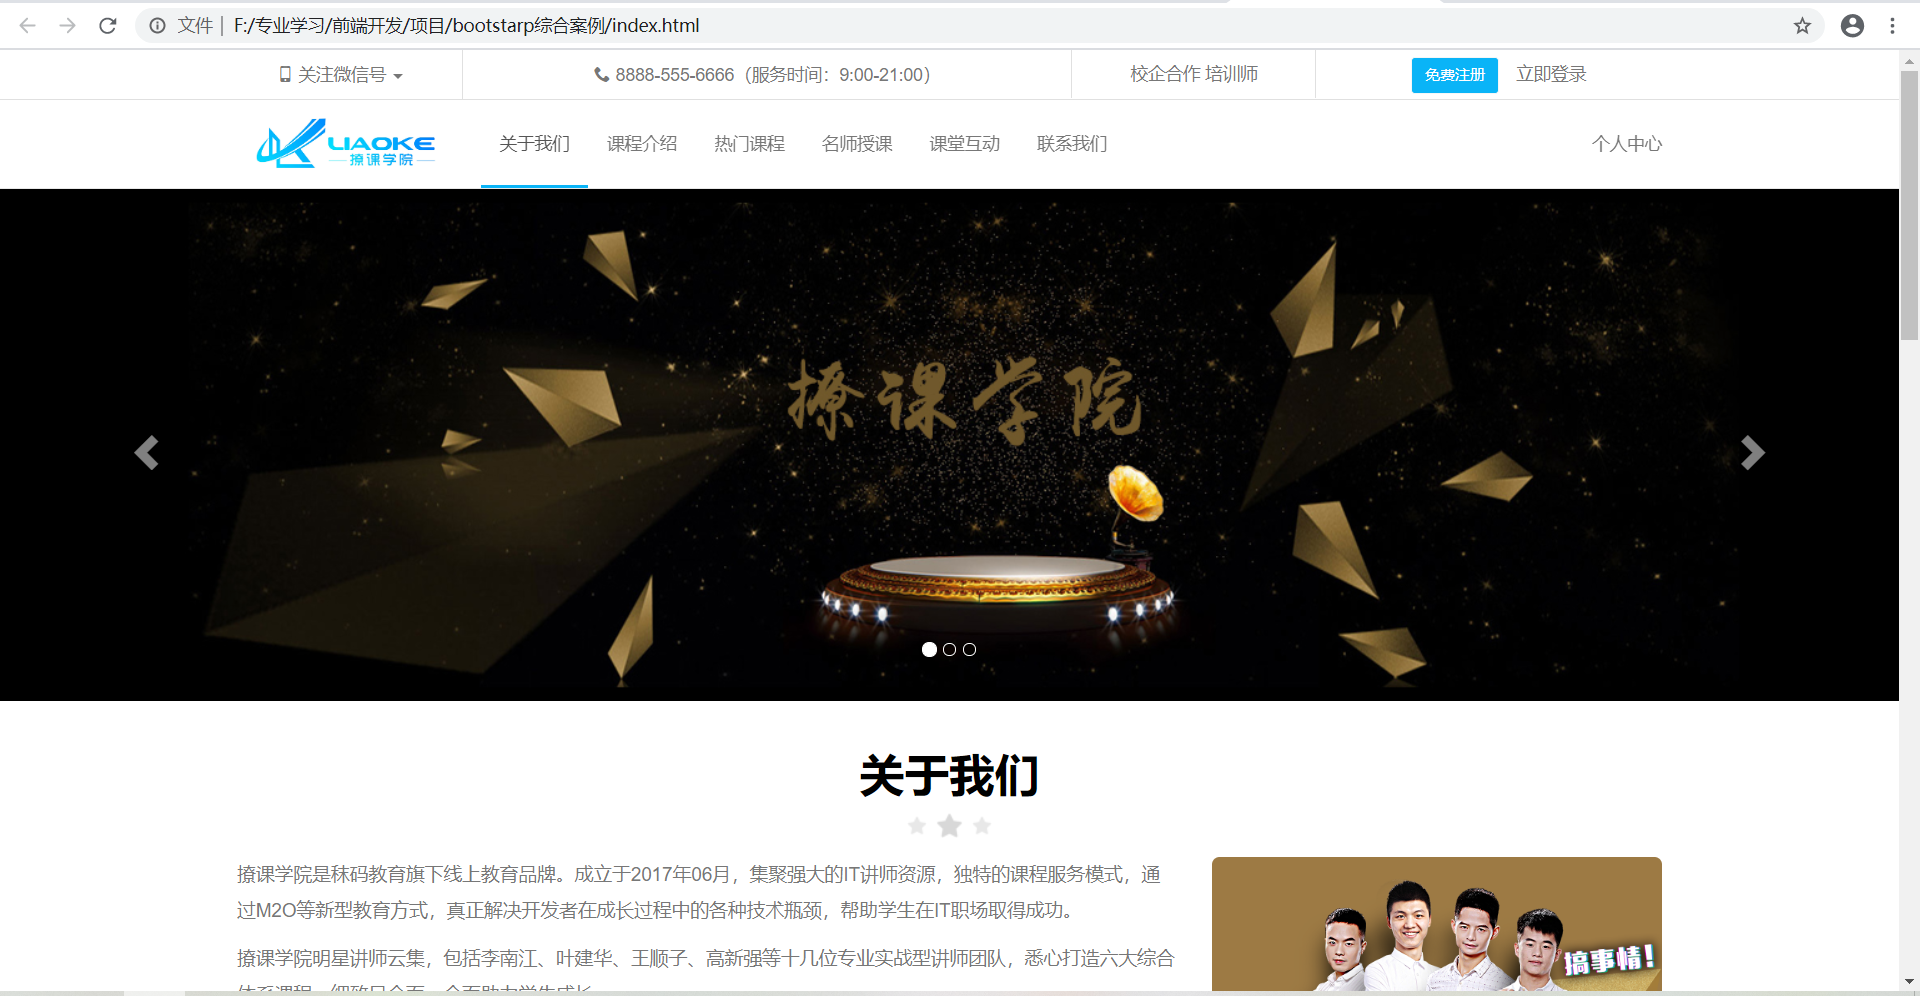 文件 | F:/专业学习/前端开发/项目/bootstarp综合案例/index.html
关注微信号
8888-555-6666（服务时间：9:00-21:00）
校企合作 培训师
免费注册
立即登录
LIAOKE
撩课学院
关于我们
课程介绍
热门课程
名师授课
课堂互动
联系我们
个人中心
撩课学院
关于我们
撩课学院是秣码教育旗下线上教育品牌。成立于2017年06月，集聚强大的IT讲师资源，独特的课程服务模式，通
过M2O等新型教育方式，真正解决开发者在成长过程中的各种技术瓶颈，帮助学生在IT职场取得成功。
撩课学院明星讲师云集，包括李南江、叶建华、王顺子、高新强等十几位专业实战型讲师团队，悉心打造六大综合
搞事情！